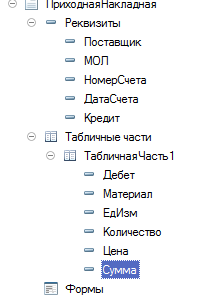 ПриходнаяНакладная
Реквизиты
Поставщик
МОЛ
НомерСчета
ДатаСчета
Кредит
Табличные части
ТабличнаяЧасть1
Дебет
Материал
ЕдИзм
Количество
Цена
Сумма
Формы